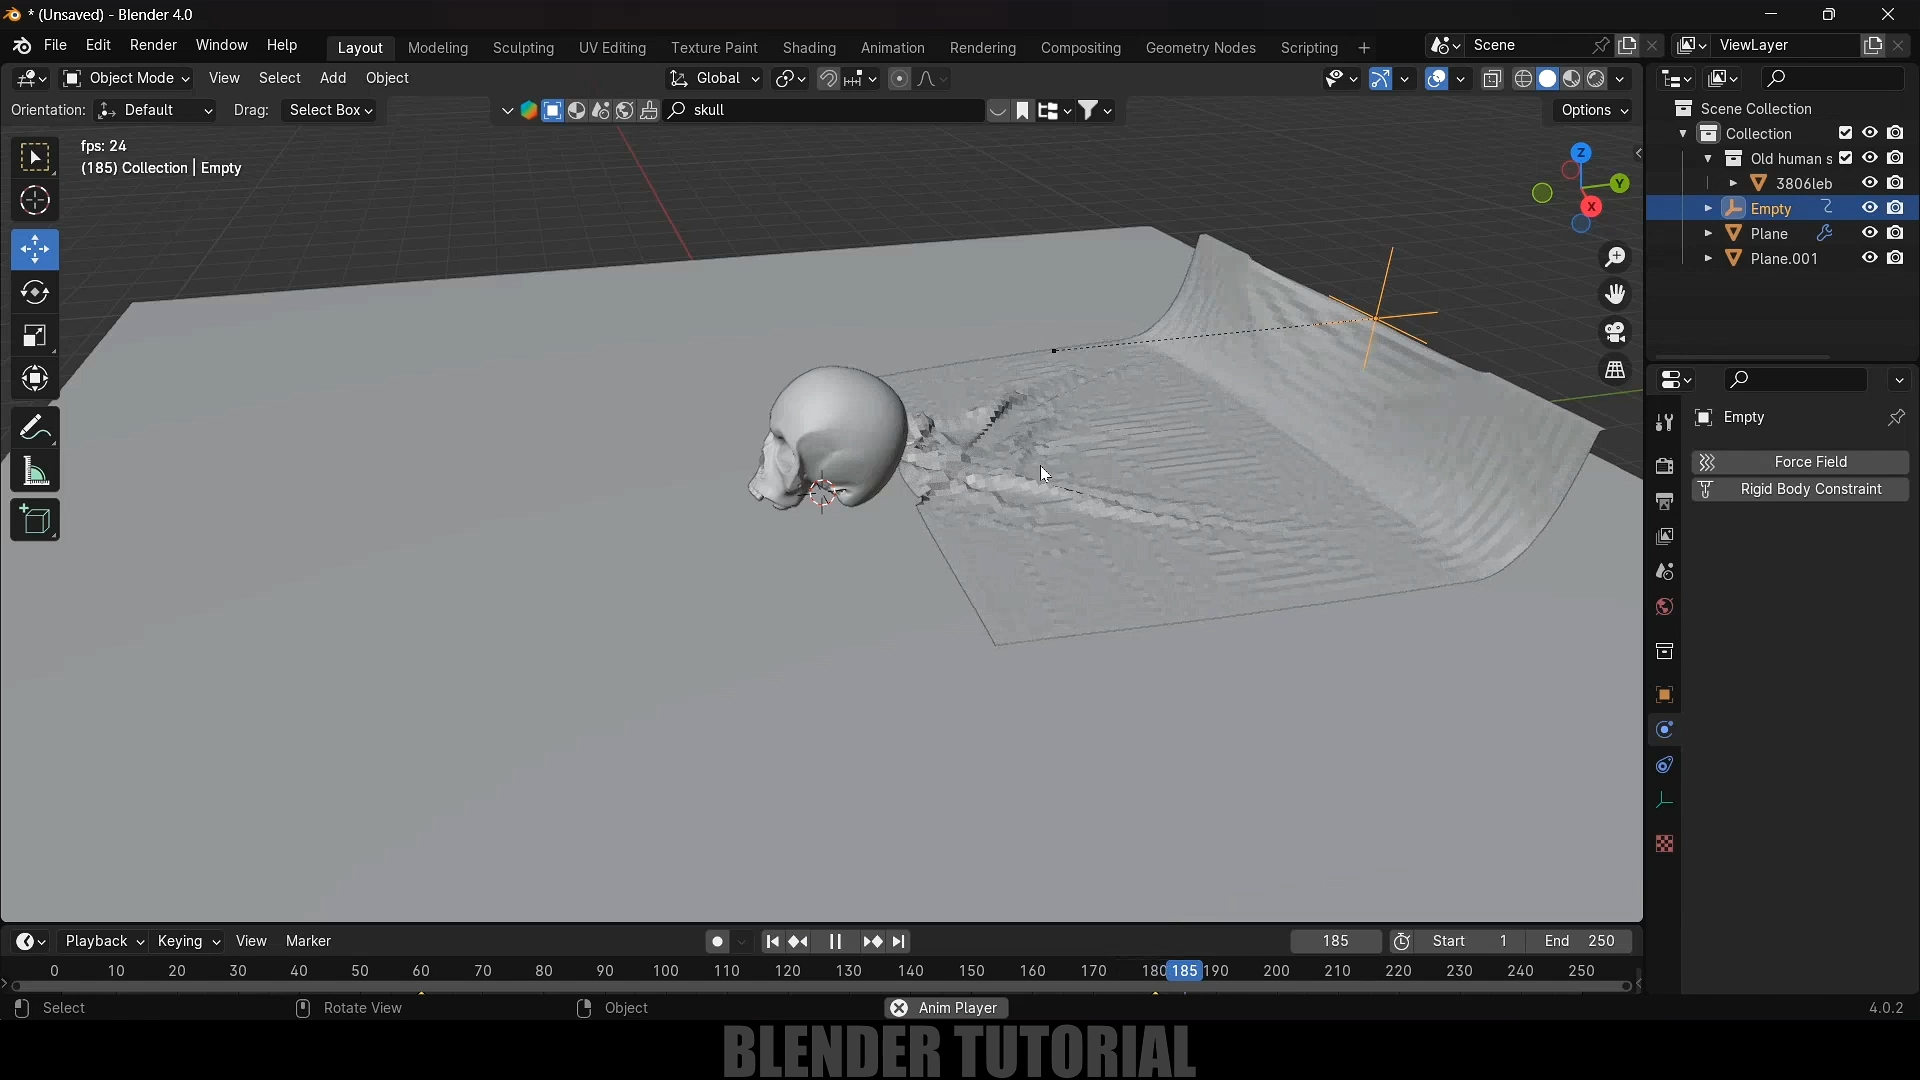 * (Unsaved) - Blender 4.0
File Edit Render Window Help Layout Modeling Sculpting UV Editing Texture Paint Shading Animation Rendering Compositing Geometry Nodes Scripting + Scene ViewLayer
Object Mode View Select Add Object Global
Orientation: Default Drag: Select Box skull Options
fps: 24
(185) Collection | Empty
Z
Y
X
Scene Collection
Collection
Old human s
3806leb
Empty
Plane
Plane.001
Empty
Force Field
Rigid Body Constraint
Playback Keying View Marker 185 Start 1 End 250
0 10 20 30 40 50 60 70 80 90 100 110 120 130 140 150 160 170 180 185 190 200 210 220 230 240 250
Select Rotate View Object Anim Player 4.0.2
BLENDER TUTORIAL